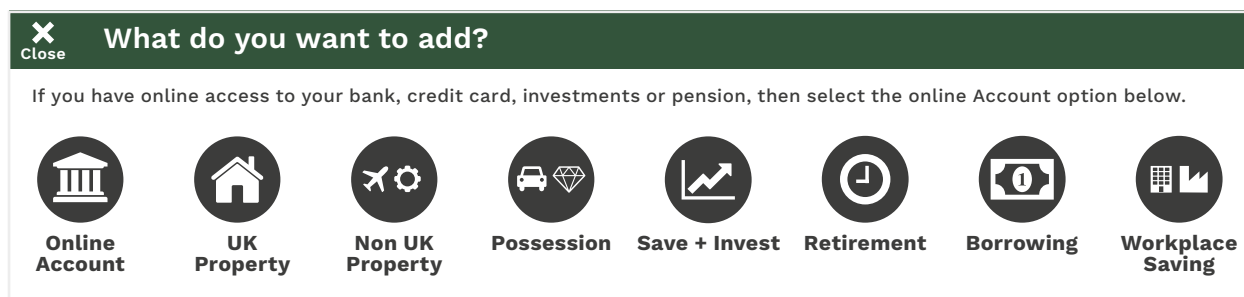 What do you want to add?
Close
If you have online access to your bank, credit card, investments or pension, then select the online Account option below.
1
Online
Account
UK
Property
Non UK
Property
Possession
Save + Invest
Retirement
Borrowing
Workplace
Saving